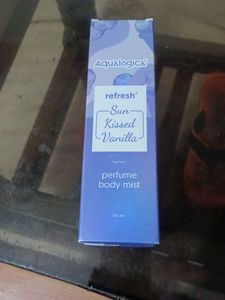 Aqualogica
refresh+
Sun
Kissed
Vanilla
perfume
body mist